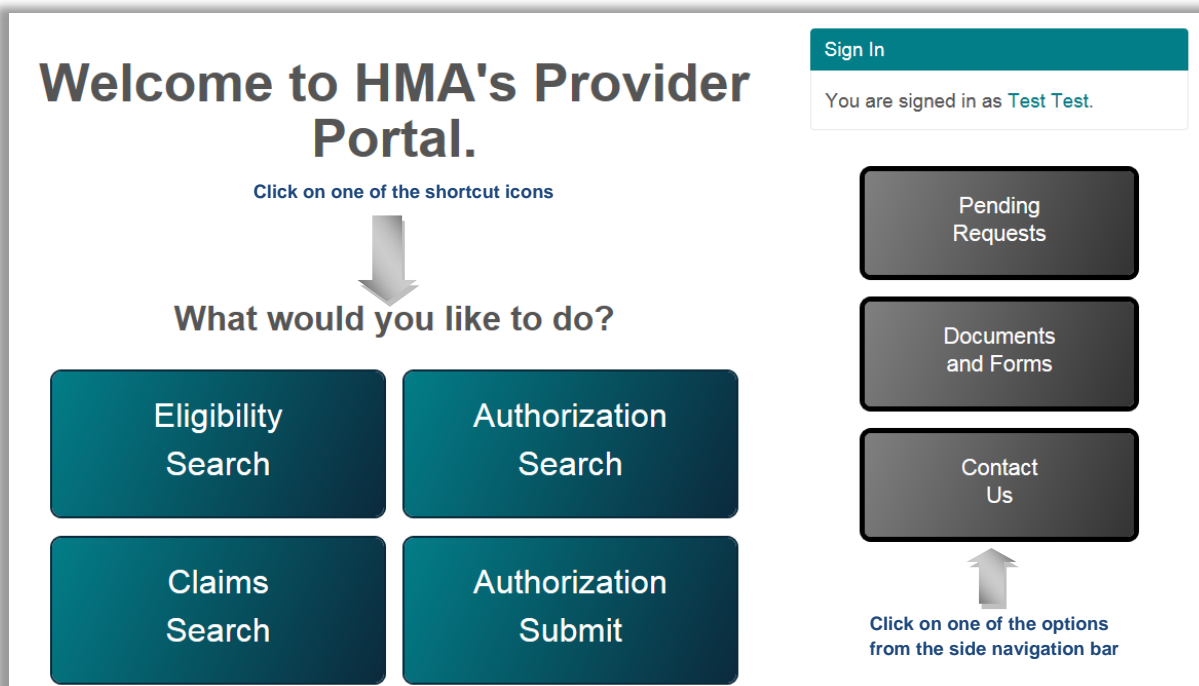 Welcome to HMA's Provider
Portal.
Click on one of the shortcut icons
What would you like to do?
Eligibility
Search
Authorization
Search
Claims
Search
Authorization
Submit
Sign In
You are signed in as Test Test.
Pending
Requests
Documents
and Forms
Contact
Us
Click on one of the options
from the side navigation bar